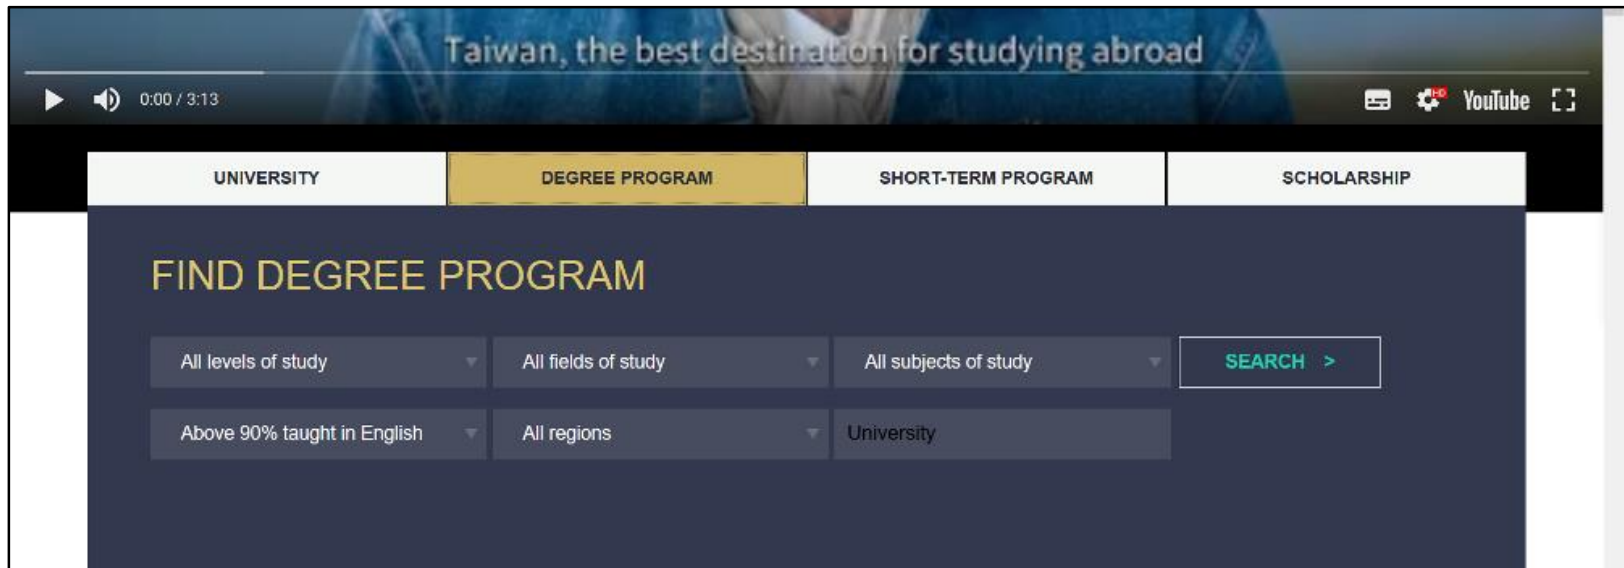 Taiwan, the best destination for studying abroad
0:00 / 3:13
HD
YouTube
UNIVERSITY
DEGREE PROGRAM
SHORT-TERM PROGRAM
SCHOLARSHIP
FIND DEGREE PROGRAM
All levels of study
All fields of study
All subjects of study
SEARCH >
Above 90% taught in English
All regions
University